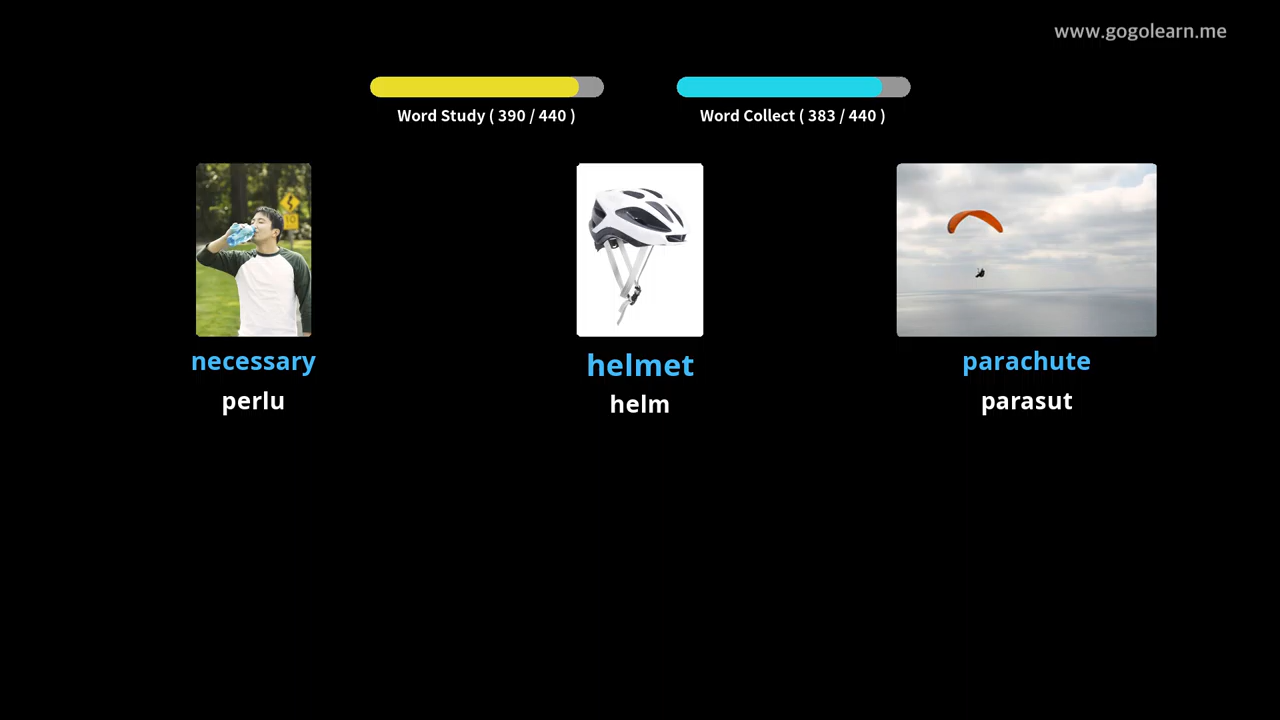 www.gogolearn.me
Word Study ( 390 / 440 )
Word Collect ( 383 / 440 )
necessary
perlu
helmet
helm
parachute
parasut